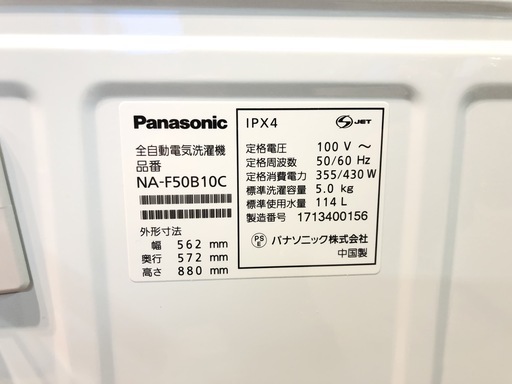 Panasonic
全自動電気洗濯機
品番
NA-F50B10C
外形寸法
幅 562 mm
奥行 572 mm
高さ 880 mm
IPX4
S JET
定格電圧 100 V ～
定格周波数 50/60 Hz
定格消費電力 355/430 W
標準洗濯容量 5.0 kg
標準使用水量 114 L
製造番号 1713400156
PS E パナソニック株式会社
中国製